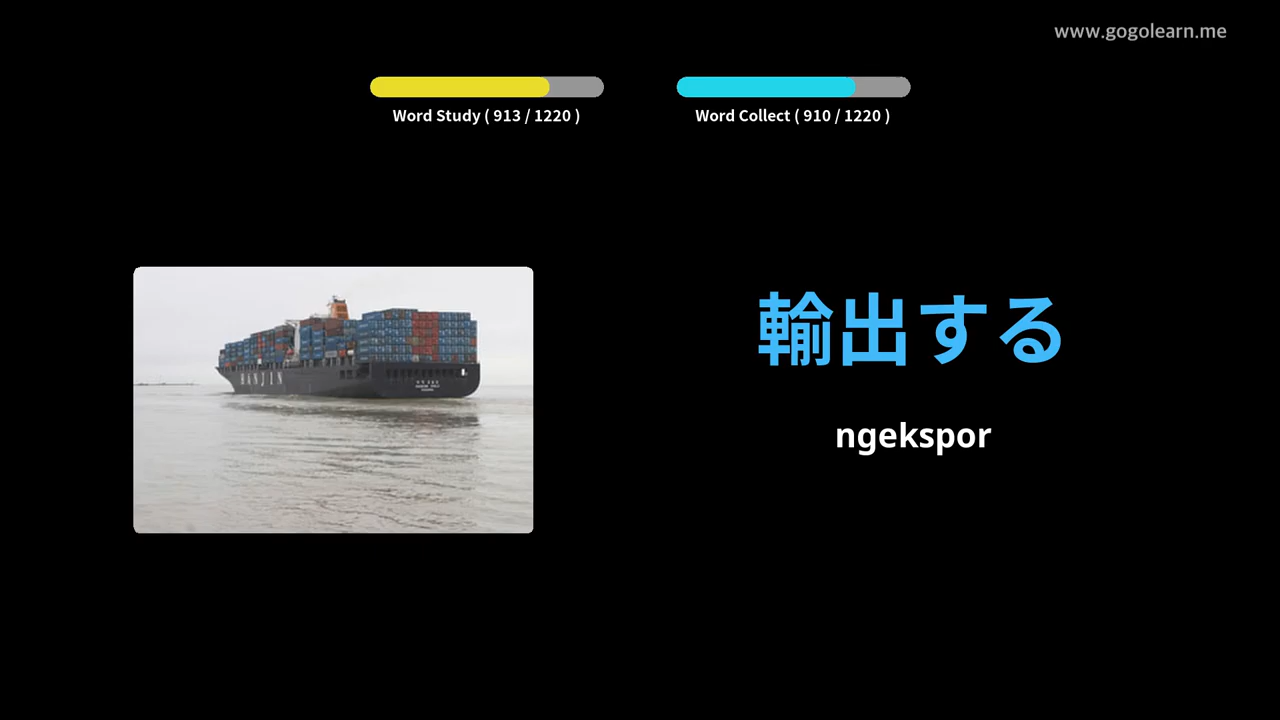 www.gogolearn.me
Word Study ( 913 / 1220 )
Word Collect ( 910 / 1220 )
輸出する
ngekspor
HANJIN